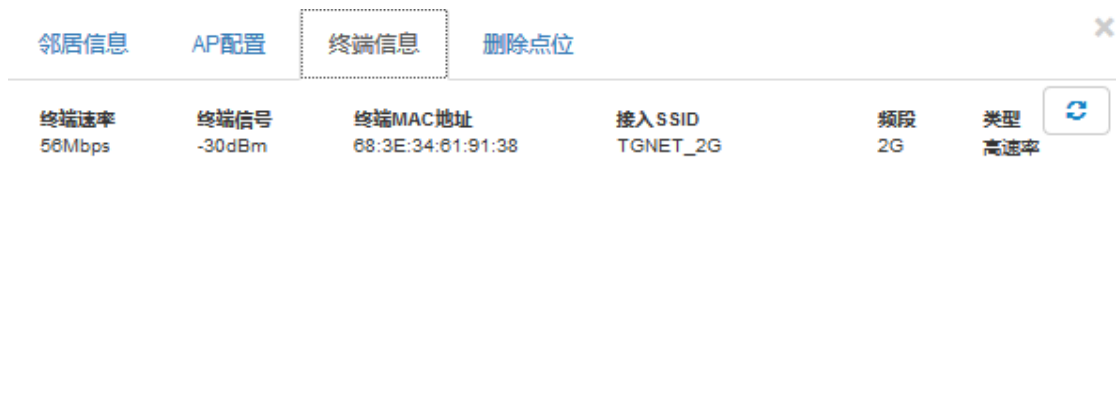 邻居信息 AP配置 终端信息 删除点位 ×
终端速率 终端信号 终端MAC地址 接入SSID 频段 类型
56Mbps -30dBm 68:3E:34:61:91:38 TGNET_2G 2G 高速率